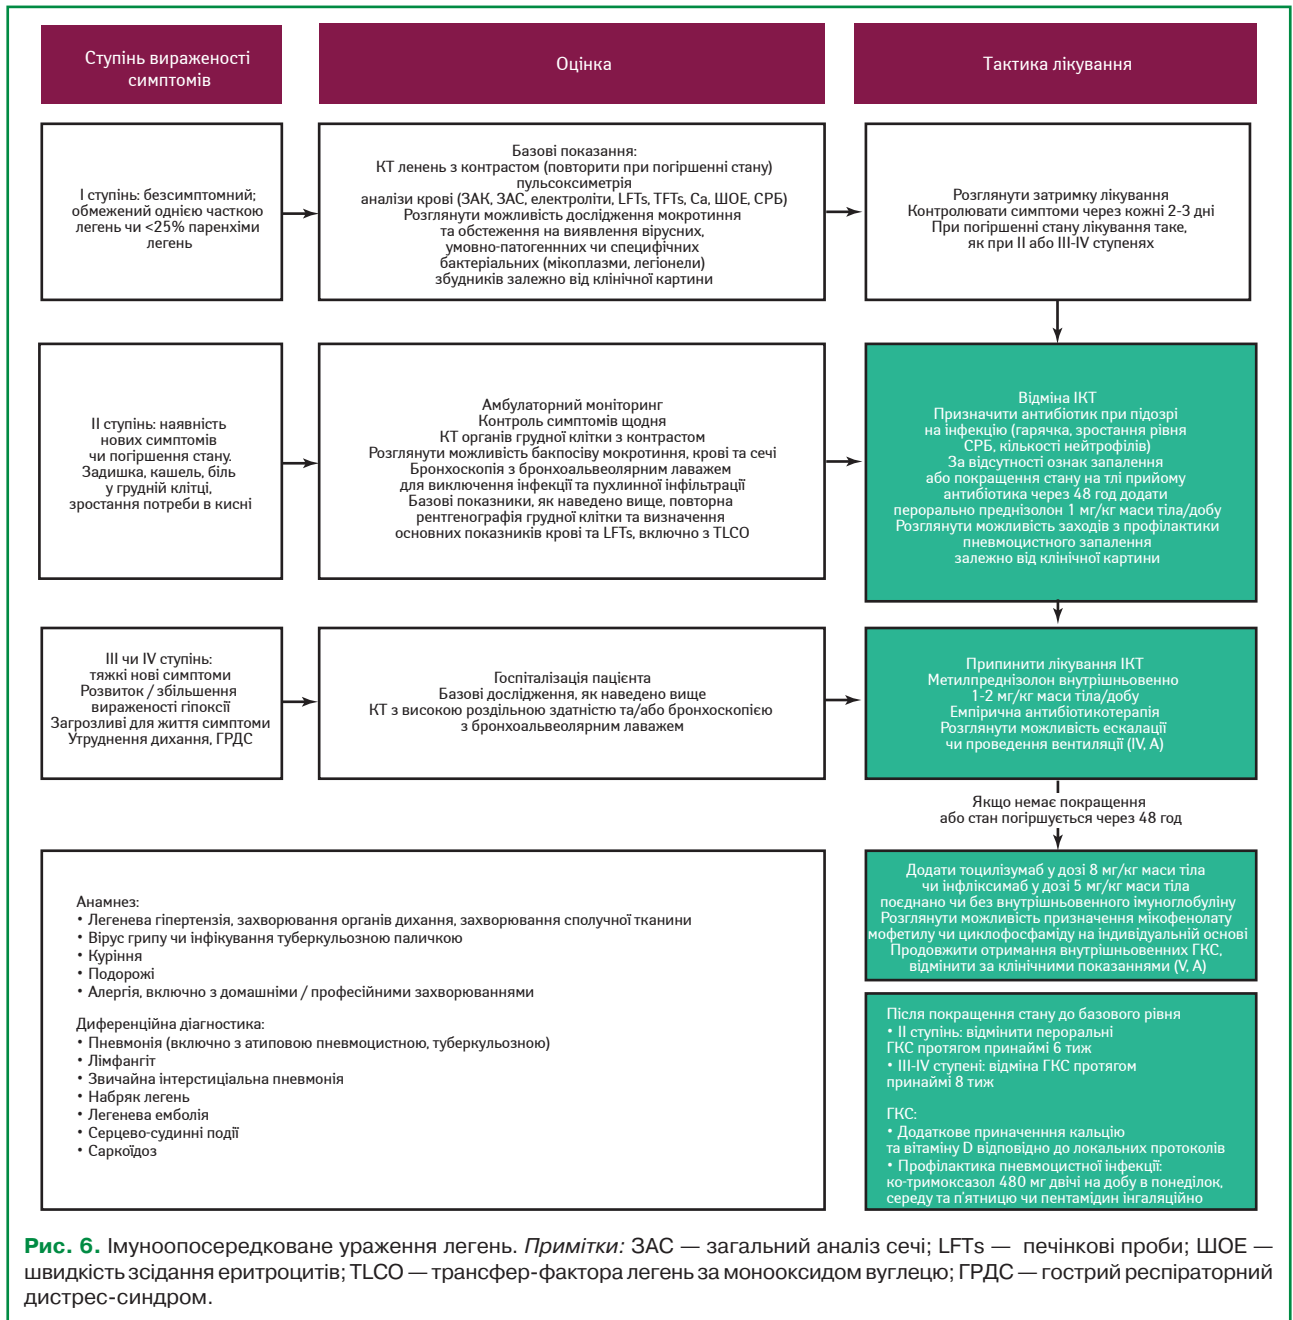 Ступінь вираженості
симптомів
Оцінка
Тактика лікування
І ступінь: безсимптомний;
обмежений однією часткою
легень чи <25% паренхіми
легень
Базові показання:
КТ ленень з контрастом (повторити при погіршенні стану)
пульсоксиметрія
аналізи крові (ЗАК, ЗАС, електроліти, LFTs, TFTs, Ca, ШОЕ, СРБ)
Розглянути можливість дослідження мокротиння
та обстеження на виявлення вірусних,
умовно-патогеннних чи специфічних
бактеріальних (мікоплазми, легіонели)
збудників залежно від клінічної картини
Розглянути затримку лікування
Контролювати симптоми через кожні 2-3 дні
При погіршенні стану лікування таке,
як при ІІ або ІІІ-ІV ступенях
ІІ ступінь: наявність
нових симптомів
чи погіршення стану.
Задишка, кашель, біль
у грудній клітці,
зростання потреби в кисні
Амбулаторний моніторинг
Контроль симптомів щодня
КТ органів грудної клітки з контрастом
Розглянути можливість бакпосіву мокротиння, крові та сечі
Бронхоскопія з бронхоальвеолярним лаважем
для виключення інфекції та пухлинної інфільтрації
Базові показники, як наведено вище, повторна
рентгенографія грудної клітки та визначення
основних показників крові та LFTs, включно з TLCO
Відміна ІКТ
Призначити антибіотик при підозрі
на інфекцію (гарячка, зростання рівня
СРБ, кількості нейтрофілів)
За відсутності ознак запалення
або покращення стану на тлі прийому
антибіотика через 48 год додати
перорально преднізолон 1 мг/кг маси тіла/добу
Розглянути можливість заходів з профілактики
пневмоцистного запалення
залежно від клінічної картини
ІІІ чи IV ступінь:
тяжкі нові симптоми
Розвиток / збільшення
вираженості гіпоксії
Загрозливі для життя симптоми
Утруднення дихання, ГРДС
Госпіталізація пацієнта
Базові дослідження, як наведено вище
КТ з високою роздільною здатністю та/або бронхоскопією
з бронхоальвеолярним лаважем
Припинити лікування ІКТ
Метилпреднізолон внутрішньовенно
1-2 мг/кг маси тіла/добу
Емпірична антибіотикотерапія
Розглянути можливість ескалації
чи проведення вентиляції (IV, A)
Якщо немає покращення
або стан погіршується через 48 год
Додати тоцилізумаб у дозі 8 мг/кг маси тіла
чи інфліксимаб у дозі 5 мг/кг маси тіла
поєднано чи без внутрішньовенного імуноглобуліну
Розглянути можливість призначення мікофенолату
мофетилу чи циклофосфаміду на індивідуальній основі
Продовжити отримання внутрішньовенних ГКС,
відмінити за клінічними показаннями (V, A)
Анамнез:
• Легенева гіпертензія, захворювання органів дихання, захворювання сполучної тканини
• Вірус грипу чи інфікування туберкульозною паличкою
• Куріння
• Подорожі
• Алергія, включно з домашніми / професійними захворюваннями
Диференційна діагностика:
• Пневмонія (включно з атиповою пневмоцистною, туберкульозною)
• Лімфангіт
• Звичайна інтерстиціальна пневмонія
• Набряк легень
• Легенева емболія
• Серцево-судинні події
• Саркоїдоз
Після покращення стану до базового рівня
• ІІ ступінь: відмінити пероральні
ГКС протягом принаймі 6 тиж
• ІІІ-ІV ступені: відміна ГКС протягом
принаймі 8 тиж
ГКС:
• Додаткове приначенння кальцію
та вітаміну D відповідно до локальних протоколів
• Профілактика пневмоцистної інфекції:
ко-тримоксазол 480 мг двічі на добу в понеділок,
середу та п'ятницю чи пентамідин інгаляційно
Рис. 6. Імуноопосередковане ураження легень. Примітки: ЗАС — загальний аналіз сечі; LFTs — печінкові проби; ШОЕ —
швидкість зсідання еритроцитів; TLCO — трансфер-фактора легень за монооксидом вуглецю; ГРДС — гострий респіраторний
дистрес-синдром.